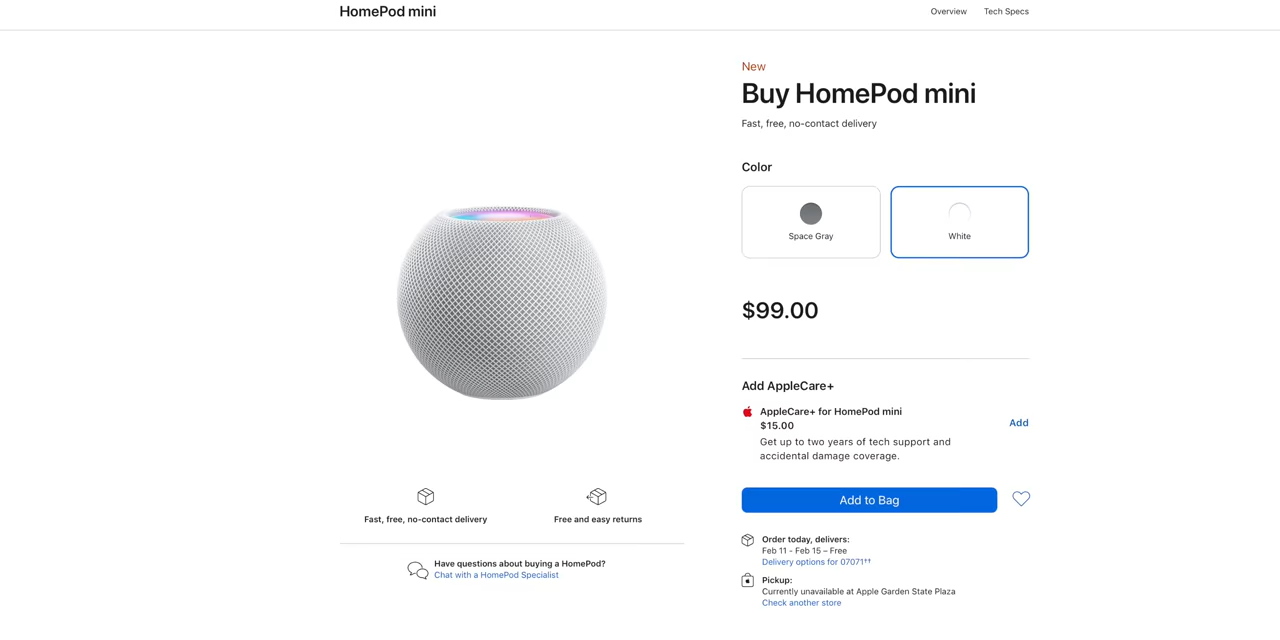 HomePod mini
Overview
Tech Specs
New
Buy HomePod mini
Fast, free, no-contact delivery
Color
Space Gray
White
$99.00
Add AppleCare+
AppleCare+ for HomePod mini
$15.00
Add
Get up to two years of tech support and
accidental damage coverage.
Add to Bag
Fast, free, no-contact delivery
Free and easy returns
Have questions about buying a HomePod?
Chat with a HomePod Specialist
Order today, delivers:
Feb 11 - Feb 15 – Free
Delivery options for 07071††
Pickup:
Currently unavailable at Apple Garden State Plaza
Check another store